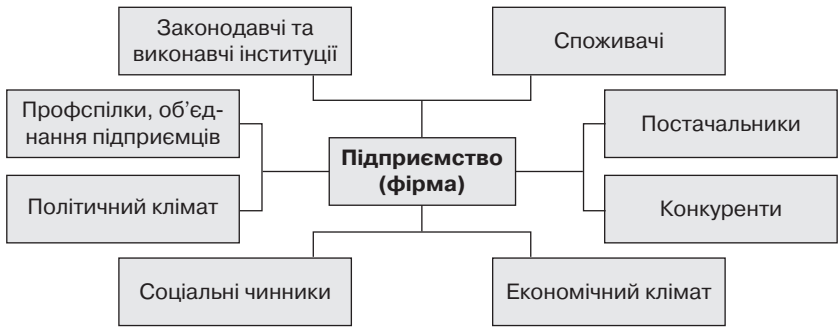 Законодавчі та
виконавчі інституції
Споживачі
Профспілки, об’єд-
нання підприємців
Постачальники
Підприємство
(фірма)
Політичний клімат
Конкуренти
Соціальні чинники
Економічний клімат